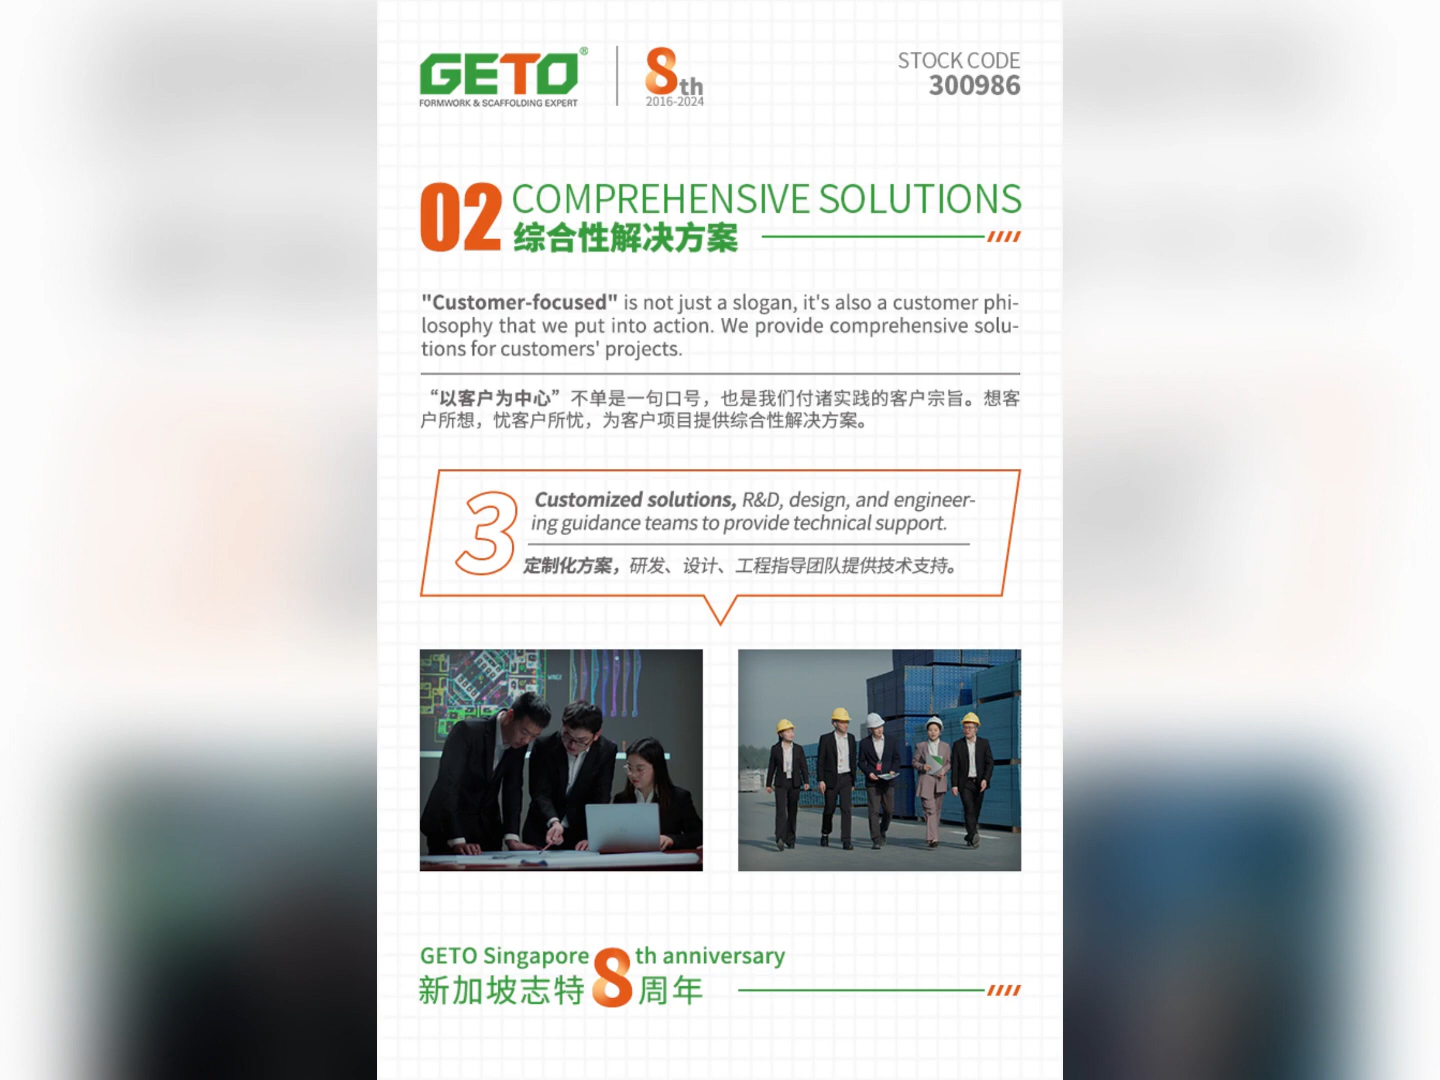 GETO®
FORMWORK & SCAFFOLDING EXPERT
8th
2016-2024
STOCK CODE
300986
02 COMPREHENSIVE SOLUTIONS
综合性解决方案
"Customer-focused" is not just a slogan, it's also a customer phi-
losophy that we put into action. We provide comprehensive solu-
tions for customers' projects.
“以客户为中心”不单是一句口号，也是我们付诸实践的客户宗旨。想客
户所想，忧客户所忧，为客户项目提供综合性解决方案。
3
Customized solutions, R&D, design, and engineer-
ing guidance teams to provide technical support.
定制化方案，研发、设计、工程指导团队提供技术支持。
GETO Singapore 8th anniversary
新加坡志特8周年